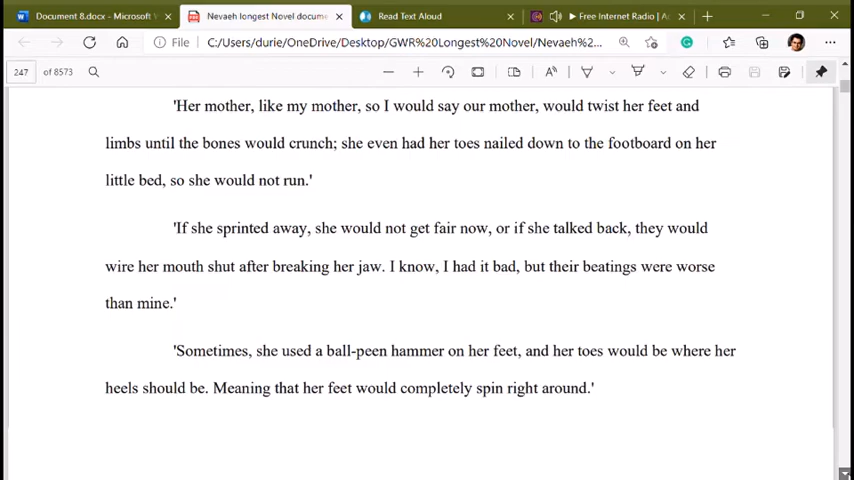 Document 8.docx - Microsoft W
Nevaeh longest Novel docume
Read Text Aloud
Free Internet Radio | Ac
File
C:/Users/durie/OneDrive/Desktop/GWR%20Longest%20Novel/Nevaeh%2...
247 of 8573
'Her mother, like my mother, so I would say our mother, would twist her feet and
limbs until the bones would crunch; she even had her toes nailed down to the footboard on her
little bed, so she would not run.'
'If she sprinted away, she would not get fair now, or if she talked back, they would
wire her mouth shut after breaking her jaw. I know, I had it bad, but their beatings were worse
than mine.'
'Sometimes, she used a ball-peen hammer on her feet, and her toes would be where her
heels should be. Meaning that her feet would completely spin right around.'